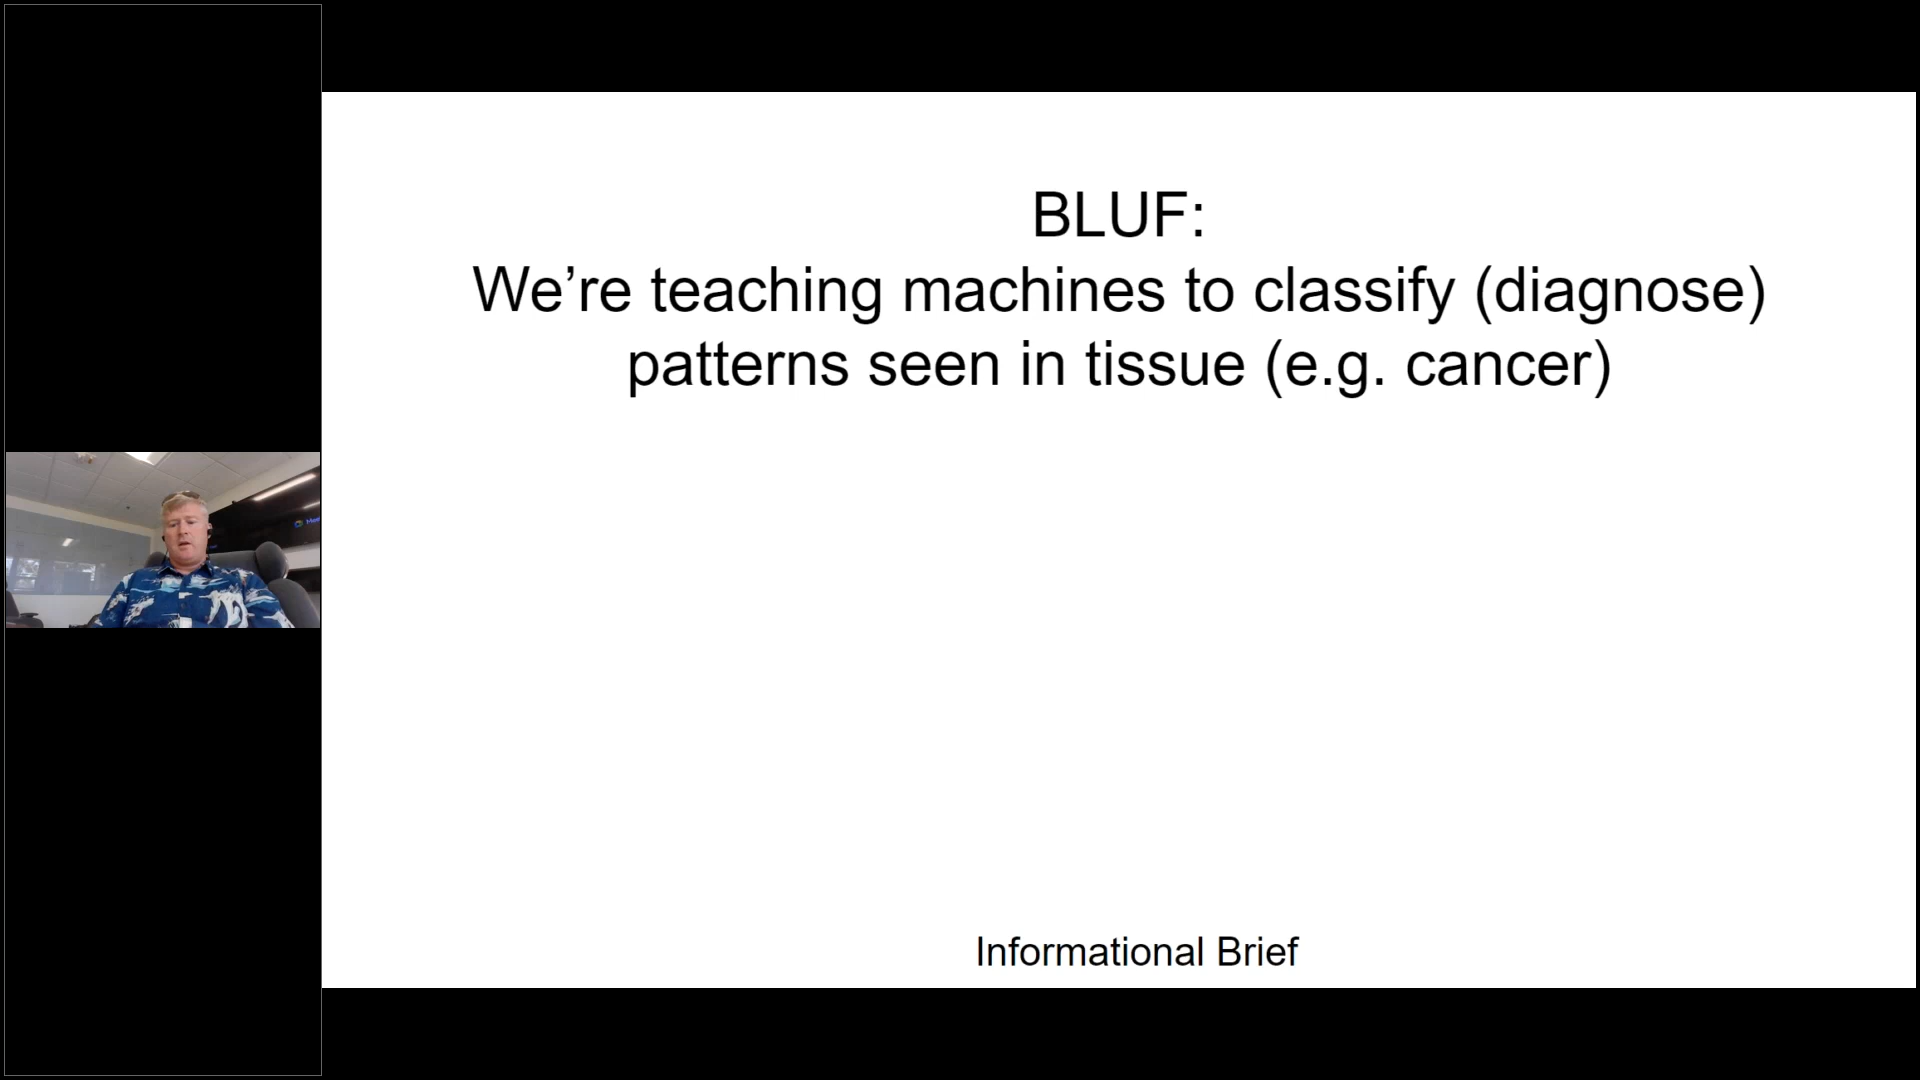 BLUF:
We’re teaching machines to classify (diagnose)
patterns seen in tissue (e.g. cancer)
Informational Brief